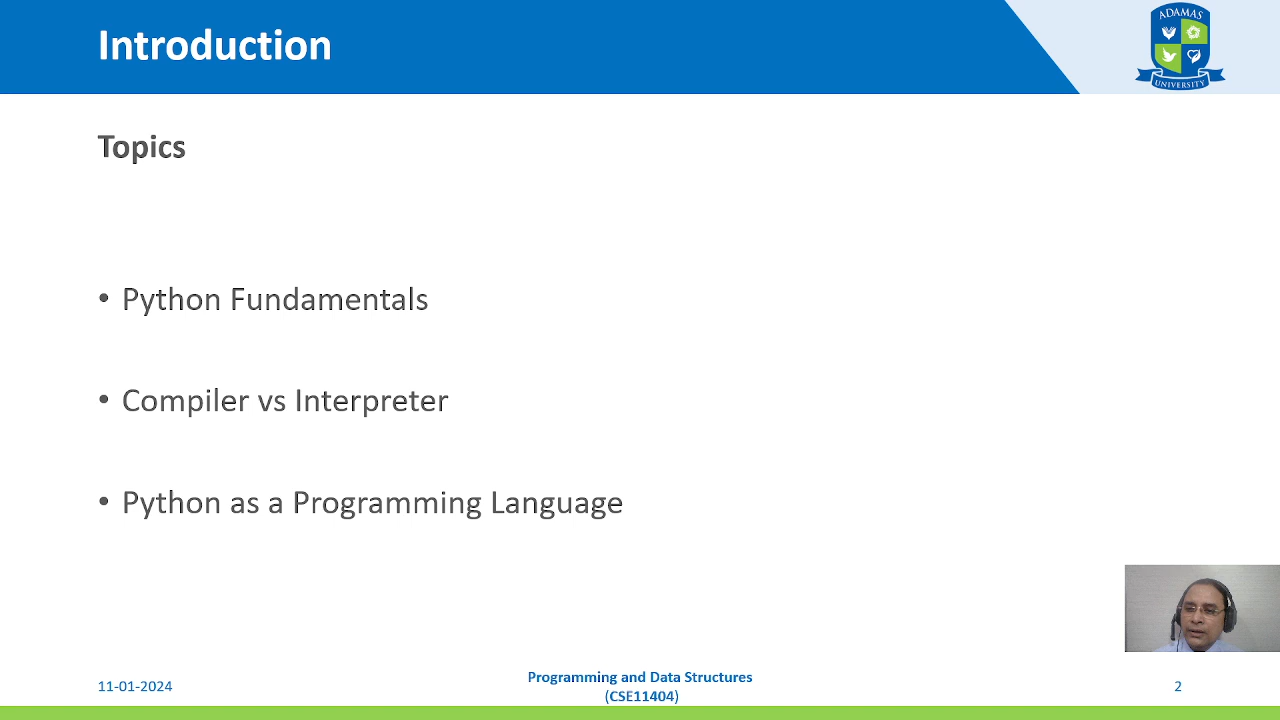 Introduction
ADAMAS
UNIVERSITY
Topics
• Python Fundamentals
• Compiler vs Interpreter
• Python as a Programming Language
11-01-2024
Programming and Data Structures
(CSE11404)
2